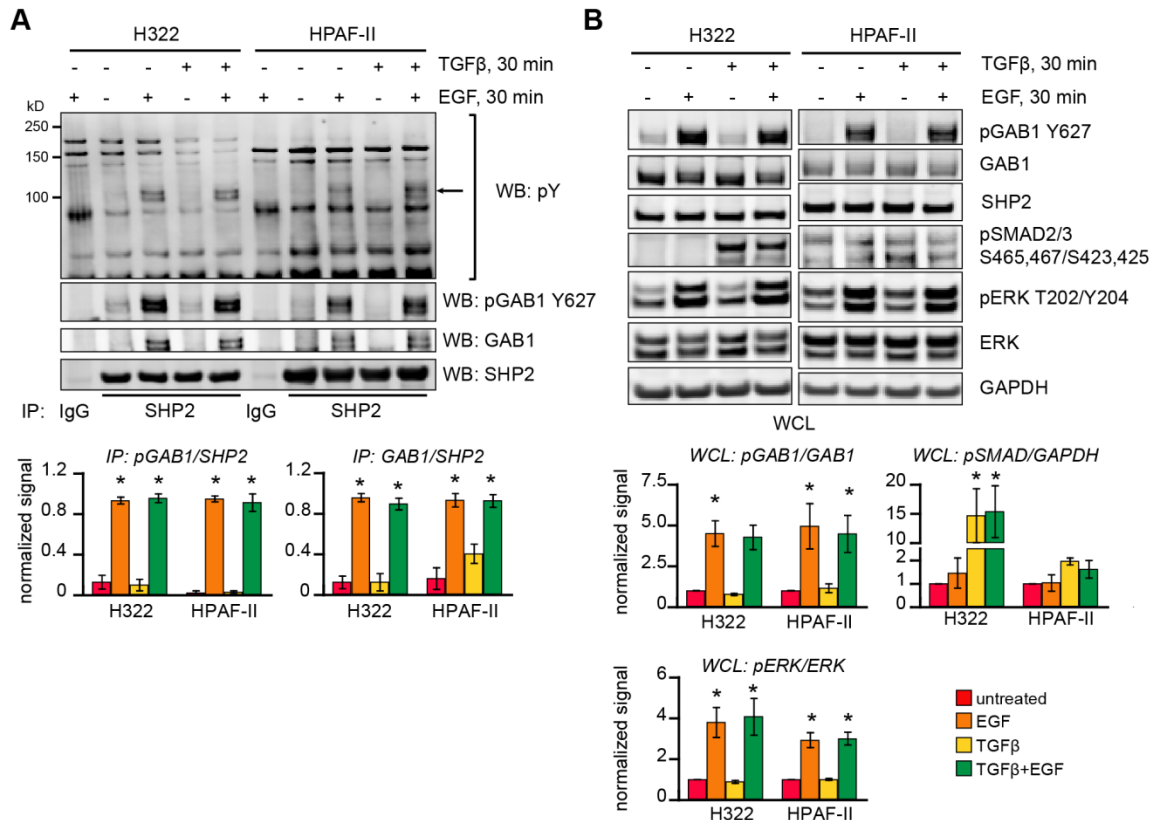 A
H322 HPAF-II
- - - + + - - - + + TGFβ, 30 min
+ - + - + + - + - + EGF, 30 min
kD
250
150
100
WB: pY
WB: pGAB1 Y627
WB: GAB1
WB: SHP2
IP: IgG SHP2 IgG SHP2
IP: pGAB1/SHP2
normalized signal
1.2
0.8
0.4
0
* * * *
H322 HPAF-II
IP: GAB1/SHP2
1.2
0.8
0.4
0
* * * *
H322 HPAF-II
B
H322 HPAF-II
- - + + - - + + TGFβ, 30 min
- + - + - + - + EGF, 30 min
pGAB1 Y627
GAB1
SHP2
pSMAD2/3
S465,467/S423,425
pERK T202/Y204
ERK
GAPDH
WCL
WCL: pGAB1/GAB1
normalized signal
7.5
5.0
2.5
0
* * *
H322 HPAF-II
WCL: pSMAD/GAPDH
20
15
10
2
1
0
* *
H322 HPAF-II
WCL: pERK/ERK
normalized signal
6
4
2
0
* * * *
H322 HPAF-II
untreated
EGF
TGFβ
TGFβ+EGF